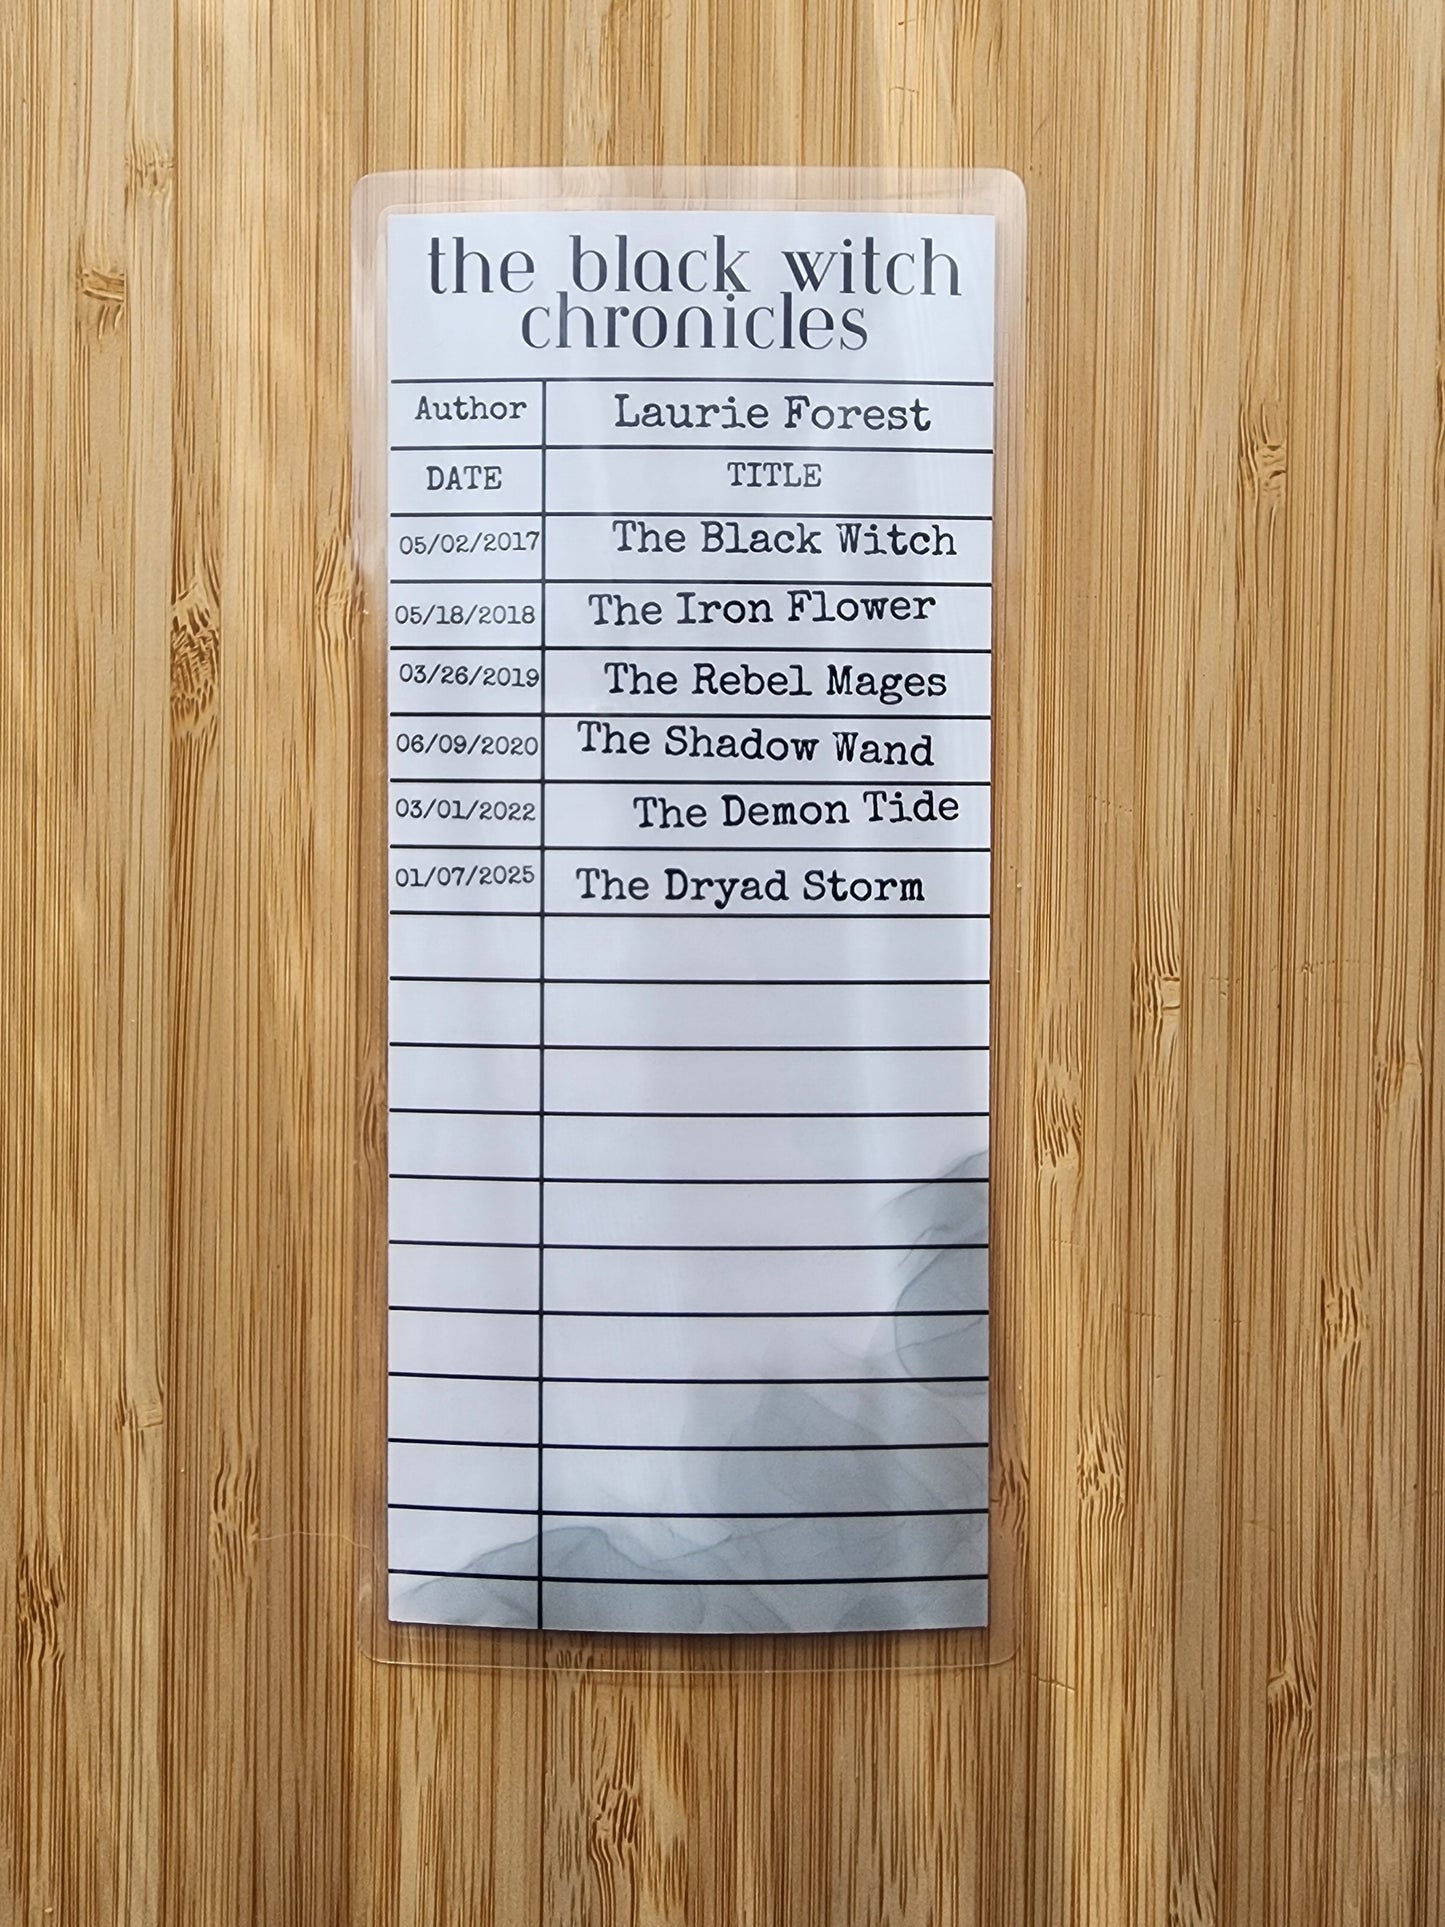 the black witch
chronicles
Author Laurie Forest
DATE TITLE
05/02/2017 The Black Witch
05/18/2018 The Iron Flower
03/26/2019 The Rebel Mages
06/09/2020 The Shadow Wand
03/01/2022 The Demon Tide
01/07/2025 The Dryad Storm